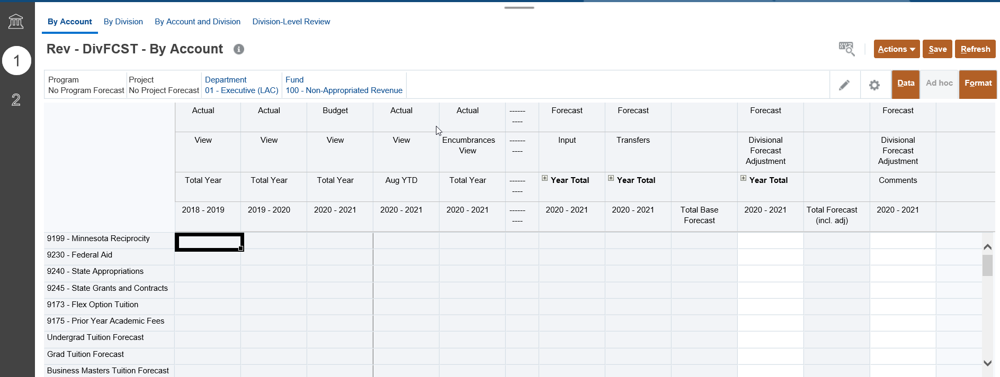 By Account By Division By Account and Division Division-Level Review
1
2
Rev - DivFCST - By Account
Actions Save Refresh
Program Project Department Fund
No Program Forecast No Project Forecast 01 - Executive (LAC) 100 - Non-Appropriated Revenue
Data Ad hoc Format
Actual Actual Budget Actual Actual ------ Forecast Forecast Forecast Forecast
----
View View View View Encumbrances ------ Input Transfers Divisional Divisional
View ---- Forecast Forecast
Adjustment Adjustment
Total Year Total Year Total Year Aug YTD Total Year ------ Year Total Year Total Year Total Comments
----
2018 - 2019 2019 - 2020 2020 - 2021 2020 - 2021 2020 - 2021 ------ 2020 - 2021 2020 - 2021 Total Base 2020 - 2021 Total Forecast 2020 - 2021
---- Forecast (incl. adj)
9199 - Minnesota Reciprocity
9230 - Federal Aid
9240 - State Appropriations
9245 - State Grants and Contracts
9173 - Flex Option Tuition
9175 - Prior Year Academic Fees
Undergrad Tuition Forecast
Grad Tuition Forecast
Business Masters Tuition Forecast